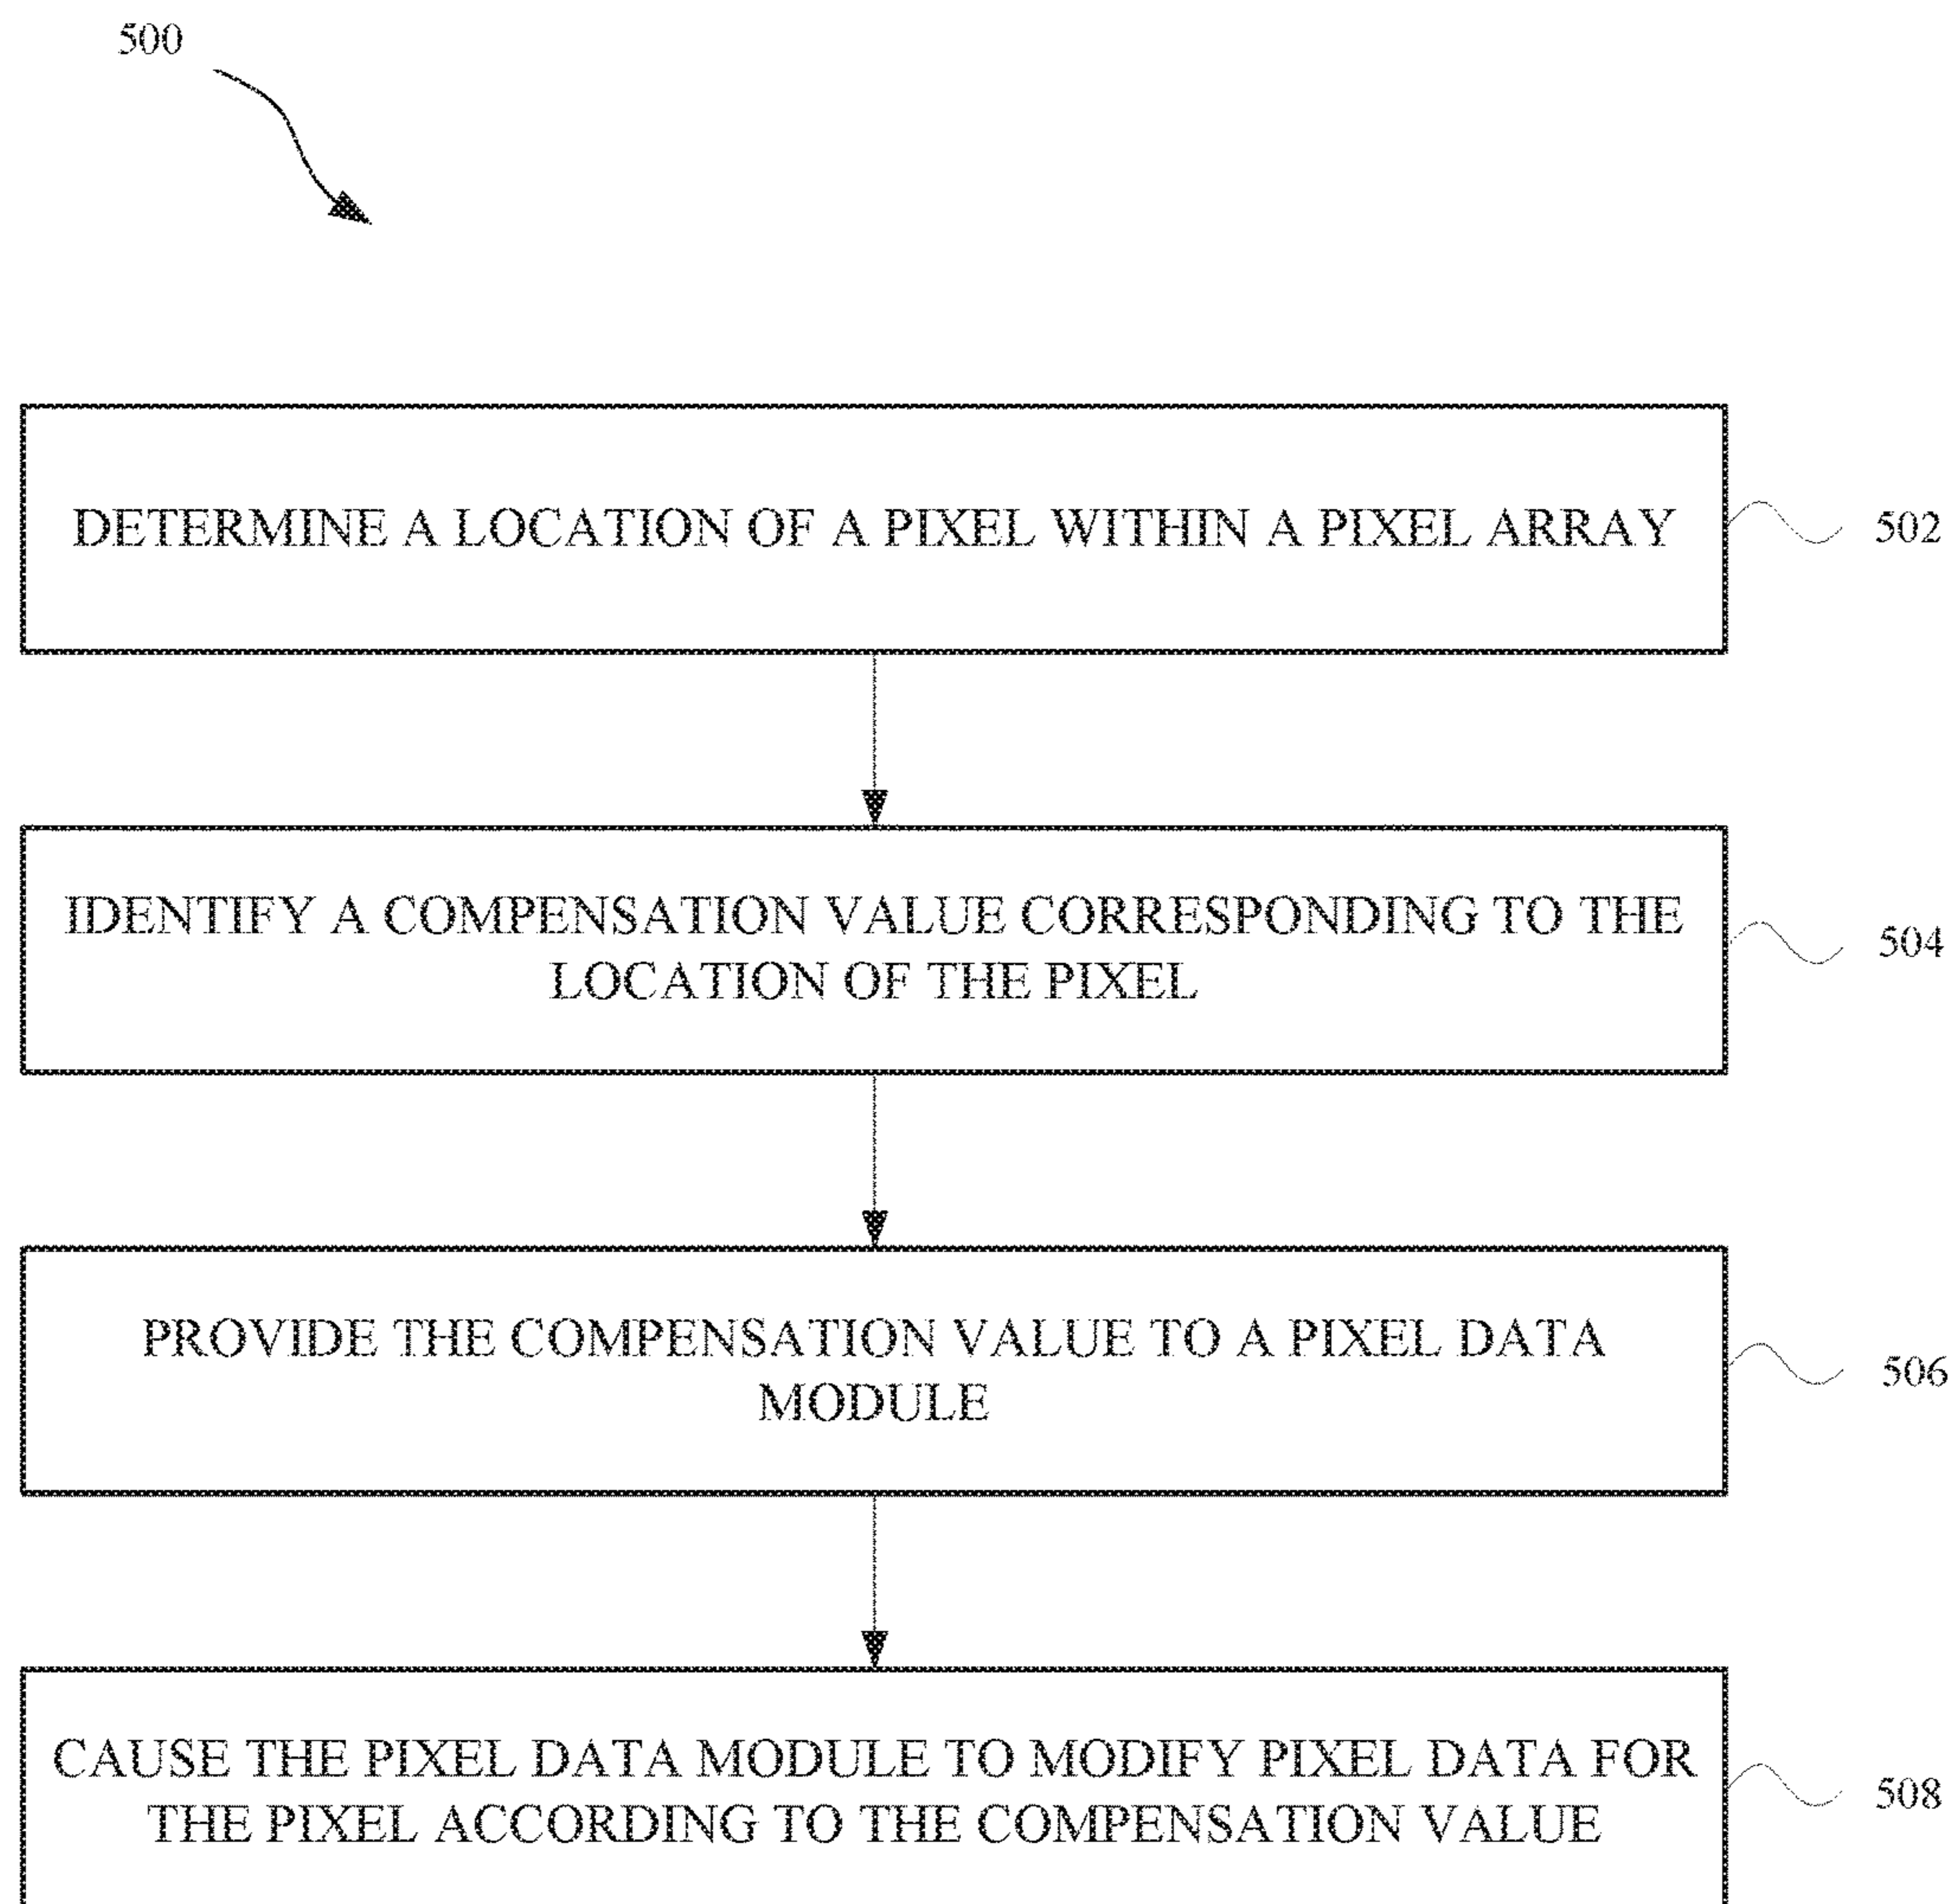 500
DETERMINE A LOCATION OF A PIXEL WITHIN A PIXEL ARRAY
502
IDENTIFY A COMPENSATION VALUE CORRESPONDING TO THE
LOCATION OF THE PIXEL
504
PROVIDE THE COMPENSATION VALUE TO A PIXEL DATA
MODULE
506
CAUSE THE PIXEL DATA MODULE TO MODIFY PIXEL DATA FOR
THE PIXEL ACCORDING TO THE COMPENSATION VALUE
508